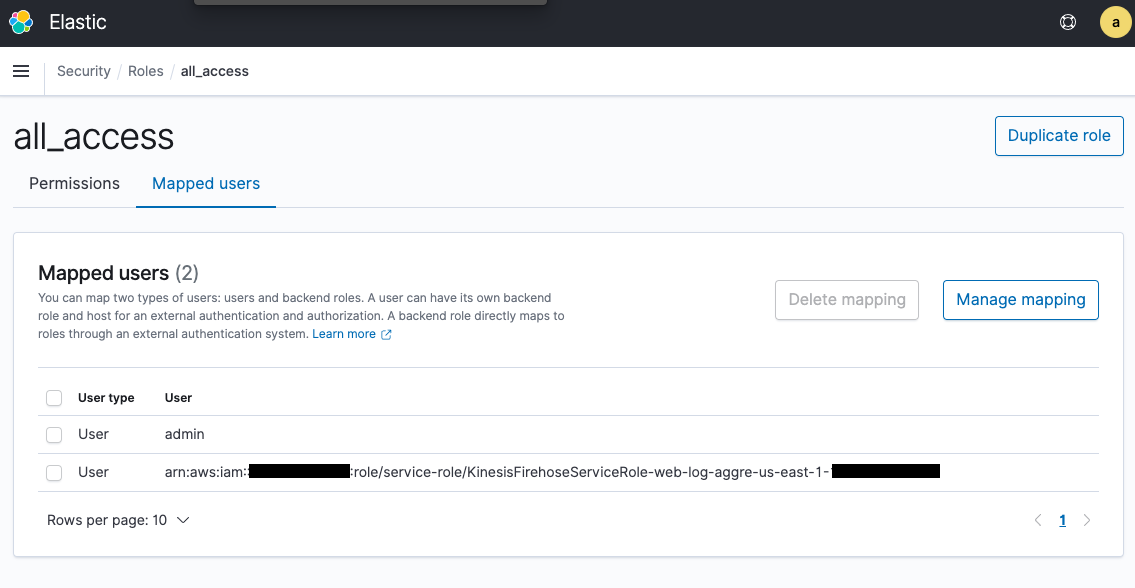 Elastic
a
Security / Roles / all_access
all_access
Duplicate role
Permissions
Mapped users
Mapped users (2)
You can map two types of users: users and backend roles. A user can have its own backend
role and host for an external authentication and authorization. A backend role directly maps to
roles through an external authentication system. Learn more
Delete mapping
Manage mapping
User type User
User admin
User arn:aws:iam:: :role/service-role/KinesisFirehoseServiceRole-web-log-aggre-us-east-1-
Rows per page: 10
1